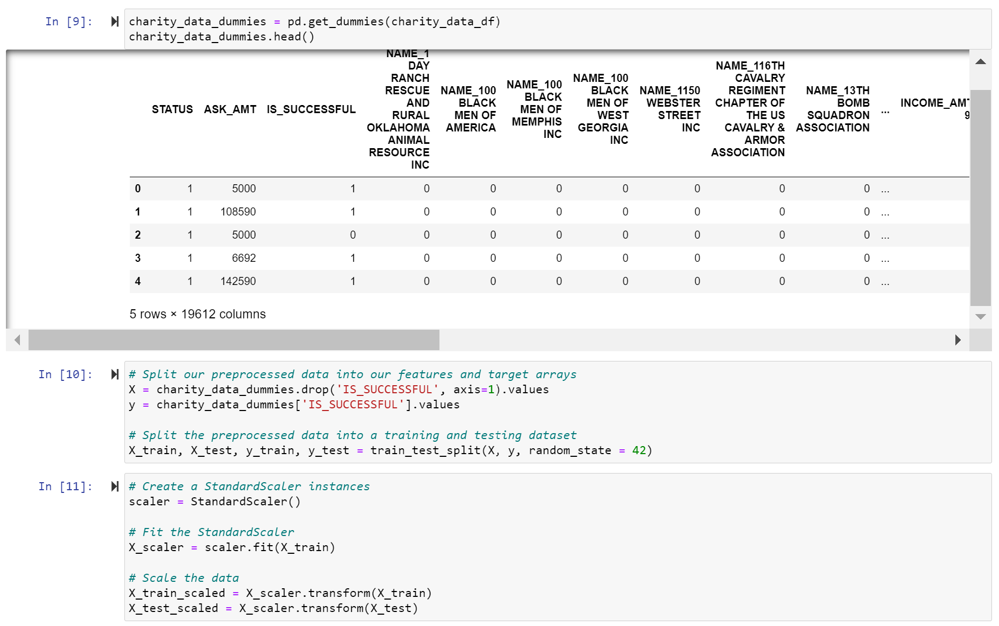 In [9]:
charity_data_dummies = pd.get_dummies(charity_data_df)
charity_data_dummies.head()
STATUS ASK_AMT IS_SUCCESSFUL NAME_1 DAY RANCH RESCUE AND RURAL OKLAHOMA ANIMAL RESOURCE INC NAME_100 BLACK MEN OF AMERICA NAME_100 BLACK MEN OF MEMPHIS INC NAME_100 BLACK MEN OF WEST GEORGIA INC NAME_1150 WEBSTER STREET INC NAME_116TH CAVALRY REGIMENT CHAPTER OF THE US CAVALRY & ARMOR ASSOCIATION NAME_13TH BOMB SQUADRON ASSOCIATION ... INCOME_AMT 9
0 1 5000 1 0 0 0 0 0 0 0 ...
1 1 108590 1 0 0 0 0 0 0 0 ...
2 1 5000 0 0 0 0 0 0 0 0 ...
3 1 6692 1 0 0 0 0 0 0 0 ...
4 1 142590 1 0 0 0 0 0 0 0 ...
5 rows × 19612 columns
In [10]:
# Split our preprocessed data into our features and target arrays
X = charity_data_dummies.drop('IS_SUCCESSFUL', axis=1).values
y = charity_data_dummies['IS_SUCCESSFUL'].values
# Split the preprocessed data into a training and testing dataset
X_train, X_test, y_train, y_test = train_test_split(X, y, random_state = 42)
In [11]:
# Create a StandardScaler instances
scaler = StandardScaler()
# Fit the StandardScaler
X_scaler = scaler.fit(X_train)
# Scale the data
X_train_scaled = X_scaler.transform(X_train)
X_test_scaled = X_scaler.transform(X_test)